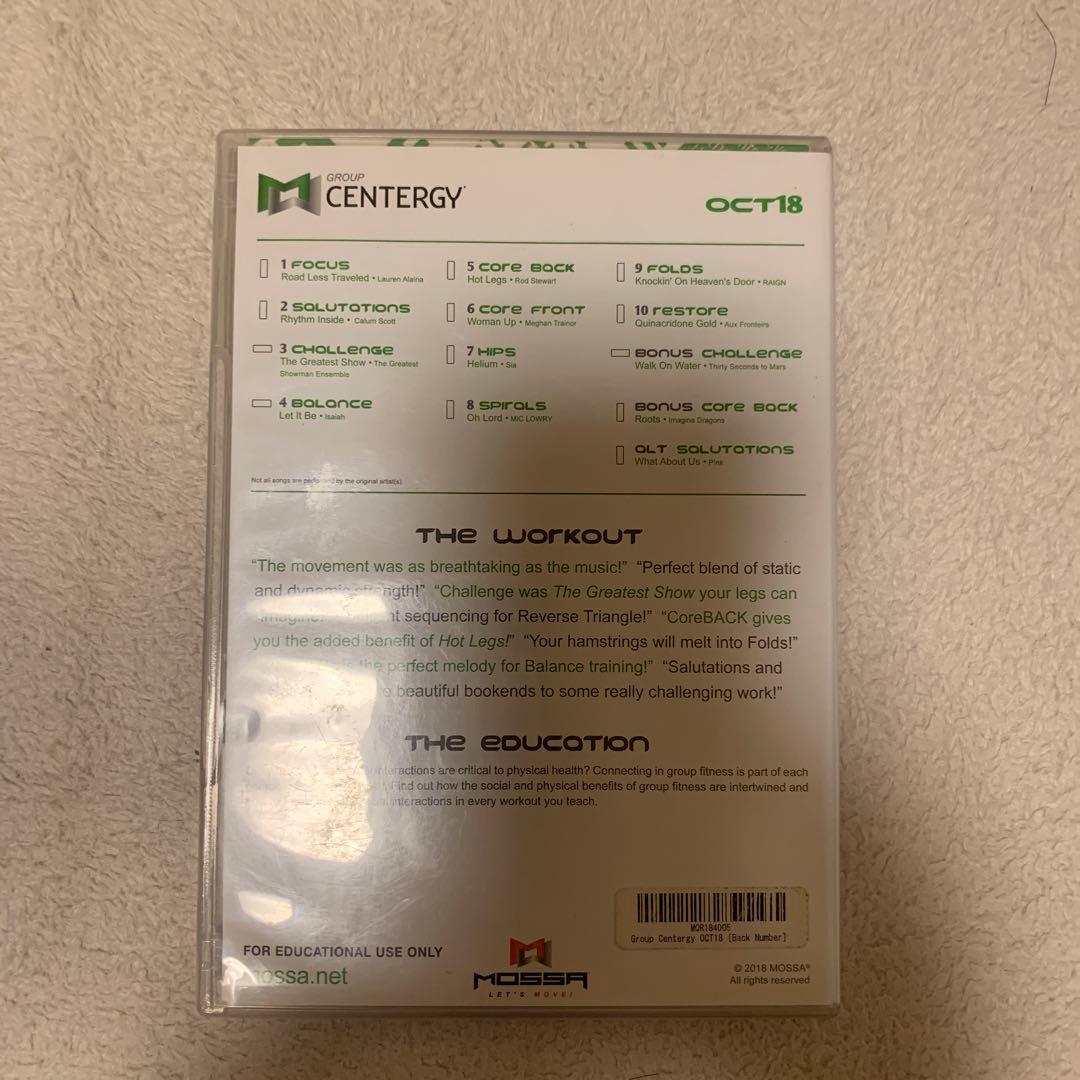 GROUP
CENTERGY
OCT18
1 FOCUS
Road Less Traveled • Lauren Alaina
2 SALUTATIONS
Rhythm Inside • Calum Scott
3 CHALLENGE
The Greatest Show • The Greatest
Showman Ensemble
4 BALANCE
Let It Be • Isaiah
5 CORE BACK
Hot Legs • Rod Stewart
6 CORE FRONT
Woman Up • Meghan Trainor
7 HIPS
Helium • Sia
8 SPIRALS
Oh Lord • MiC LOWRY
9 FOLDS
Knockin' On Heaven's Door • RAIGN
10 RESTORE
Quinacridone Gold • Aux Fronteirs
BONUS CHALLENGE
Walk On Water • Thirty Seconds to Mars
BONUS CORE BACK
Roots • Imagine Dragons
ALT SALUTATIONS
What About Us • P!nk
Not all songs are performed by the original artist(s)
THE WORKOUT
“The movement was as breathtaking as the music!” “Perfect blend of static
and dynamic strength!” “Challenge was The Greatest Show your legs can
imagine. sequencing for Reverse Triangle!” “CoreBACK gives
you the added benefit of Hot Legs!” “Your hamstrings will melt into Folds!”
is the perfect melody for Balance training!” “Salutations and
beautiful bookends to some really challenging work!”
THE EDUCATION
interactions are critical to physical health? Connecting in group fitness is part of each
Find out how the social and physical benefits of group fitness are intertwined and
interactions in every workout you teach.
MQR184005
Group Centergy OCT18 [Back Number]
FOR EDUCATIONAL USE ONLY
mossa.net
MOSSA
LET'S MOVE!
© 2018 MOSSA®
All rights reserved